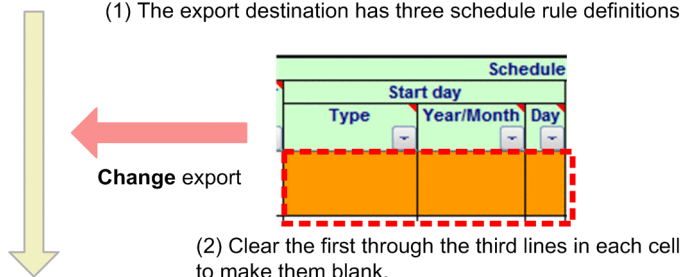 (1) The export destination has three schedule rule definitions
Schedule
Start day
Type Year/Month Day
Change export
(2) Clear the first through the third lines in each cell
to make them blank.